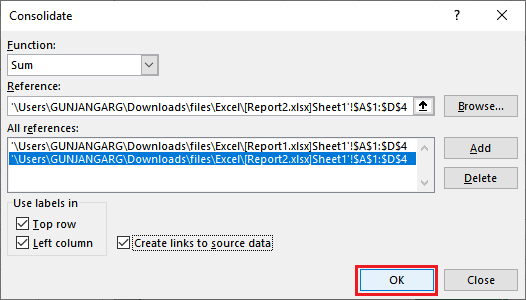 Consolidate
?
Function:
Sum
Reference:
'\Users\GUNJANGARG\Downloads\files\Excel\[Report2.xlsx]Sheet1'!$A$1:$D$4
Browse...
All references:
'\Users\GUNJANGARG\Downloads\files\Excel\[Report1.xlsx]Sheet1'!$A$1:$D$4
'\Users\GUNJANGARG\Downloads\files\Excel\[Report2.xlsx]Sheet1'!$A$1:$D$4
Add
Delete
Use labels in
Top row
Left column
Create links to source data
OK
Close